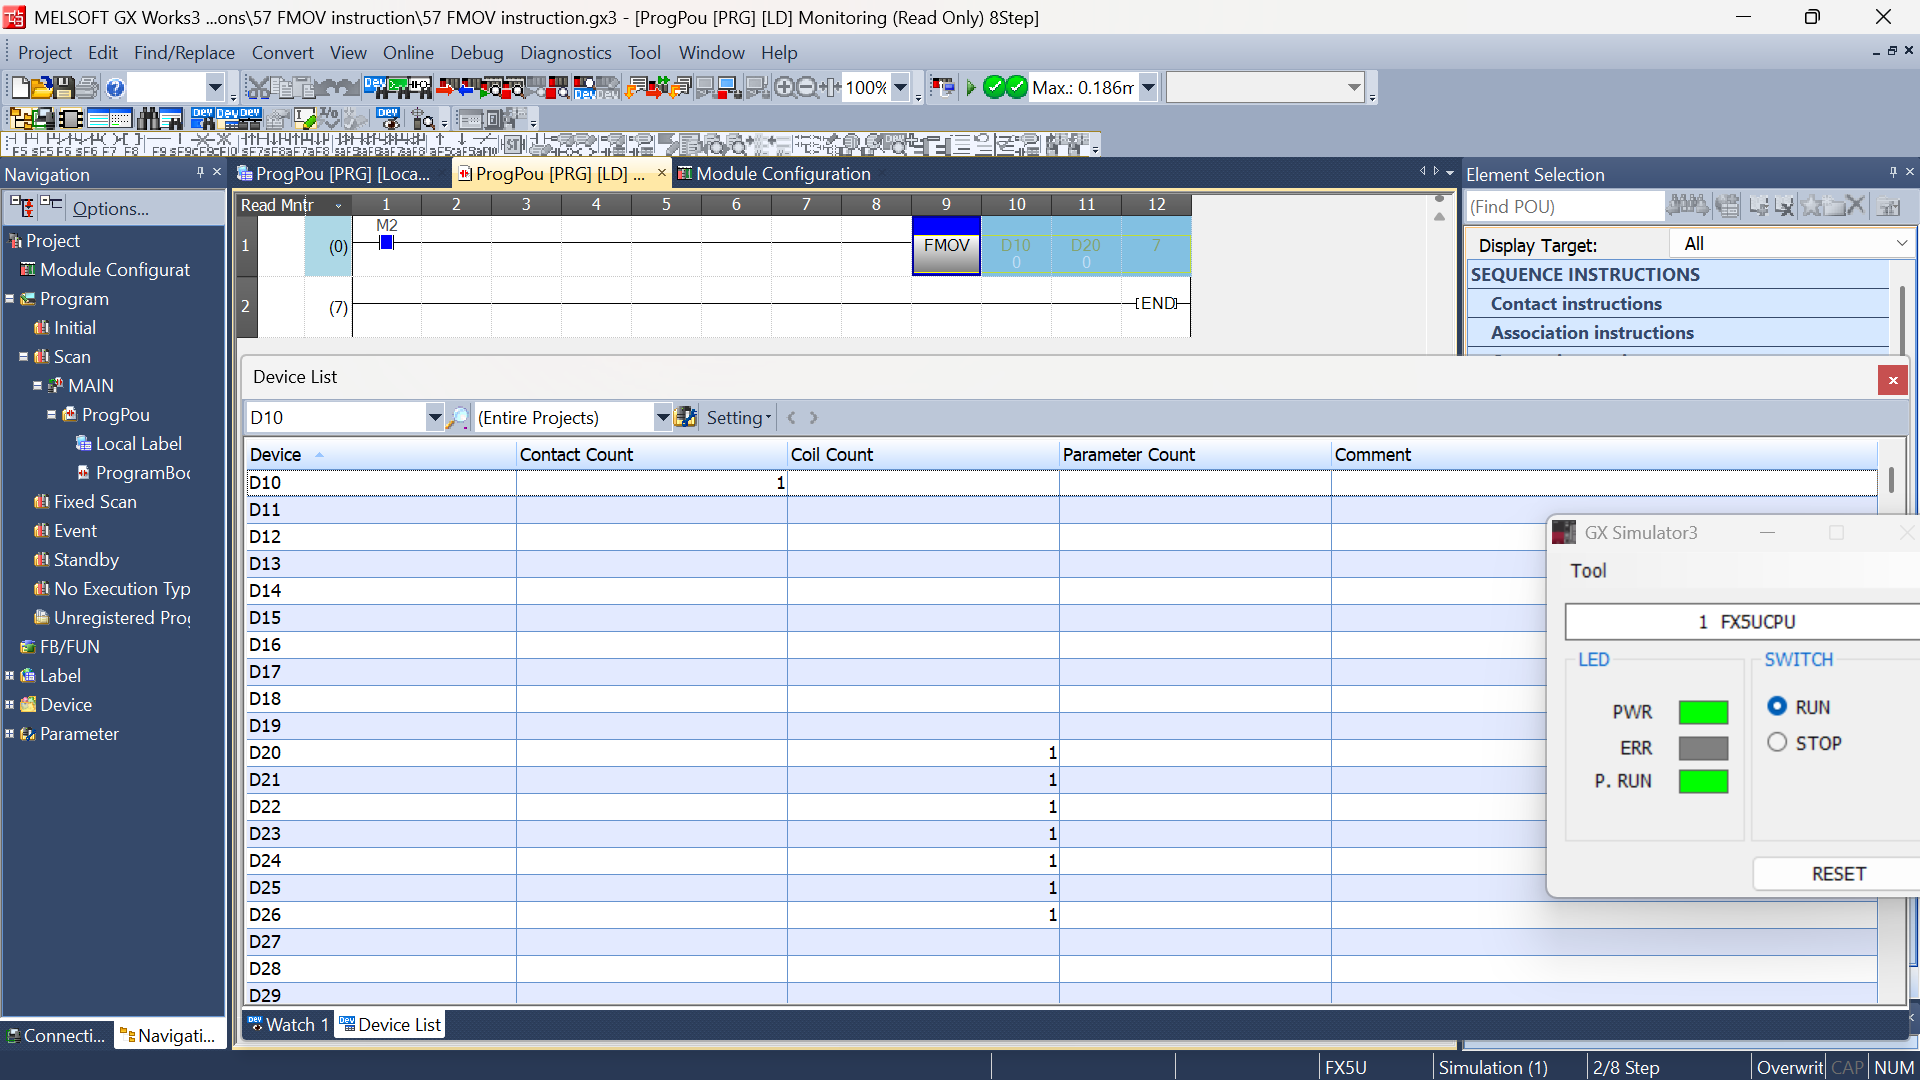 MELSOFT GX Works3 ...ons\57 FMOV instruction\57 FMOV instruction.gx3 - [ProgPou [PRG] [LD] Monitoring (Read Only) 8Step]
Project Edit Find/Replace Convert View Online Debug Diagnostics Tool Window Help
100% Max.: 0.186m
Navigation
ProgPou [PRG] [Loca...
ProgPou [PRG] [LD] ...
Module Configuration
Element Selection
Options...
Read Mntr 1 2 3 4 5 6 7 8 9 10 11 12
(Find POU)
Display Target: All
SEQUENCE INSTRUCTIONS
Contact instructions
Association instructions
Project
Module Configurat
Program
Initial
Scan
MAIN
ProgPou
Local Label
ProgramBoc
Fixed Scan
Event
Standby
No Execution Typ
Unregistered Prog
FB/FUN
Label
Device
Parameter
Connecti... Navigati...
M2
1 (0) FMOV D10 D20 7
0 0
2 (7) [END]
Device List
D10 (Entire Projects) Setting
Device Contact Count Coil Count Parameter Count Comment
D10 1
D11
D12
D13
D14
D15
D16
D17
D18
D19
D20 1
D21 1
D22 1
D23 1
D24 1
D25 1
D26 1
D27
D28
D29
Watch 1 Device List
GX Simulator3
Tool
1 FX5UCPU
LED SWITCH
PWR RUN
ERR STOP
P. RUN
RESET
FX5U Simulation (1) 2/8 Step Overwrit CAP NUM